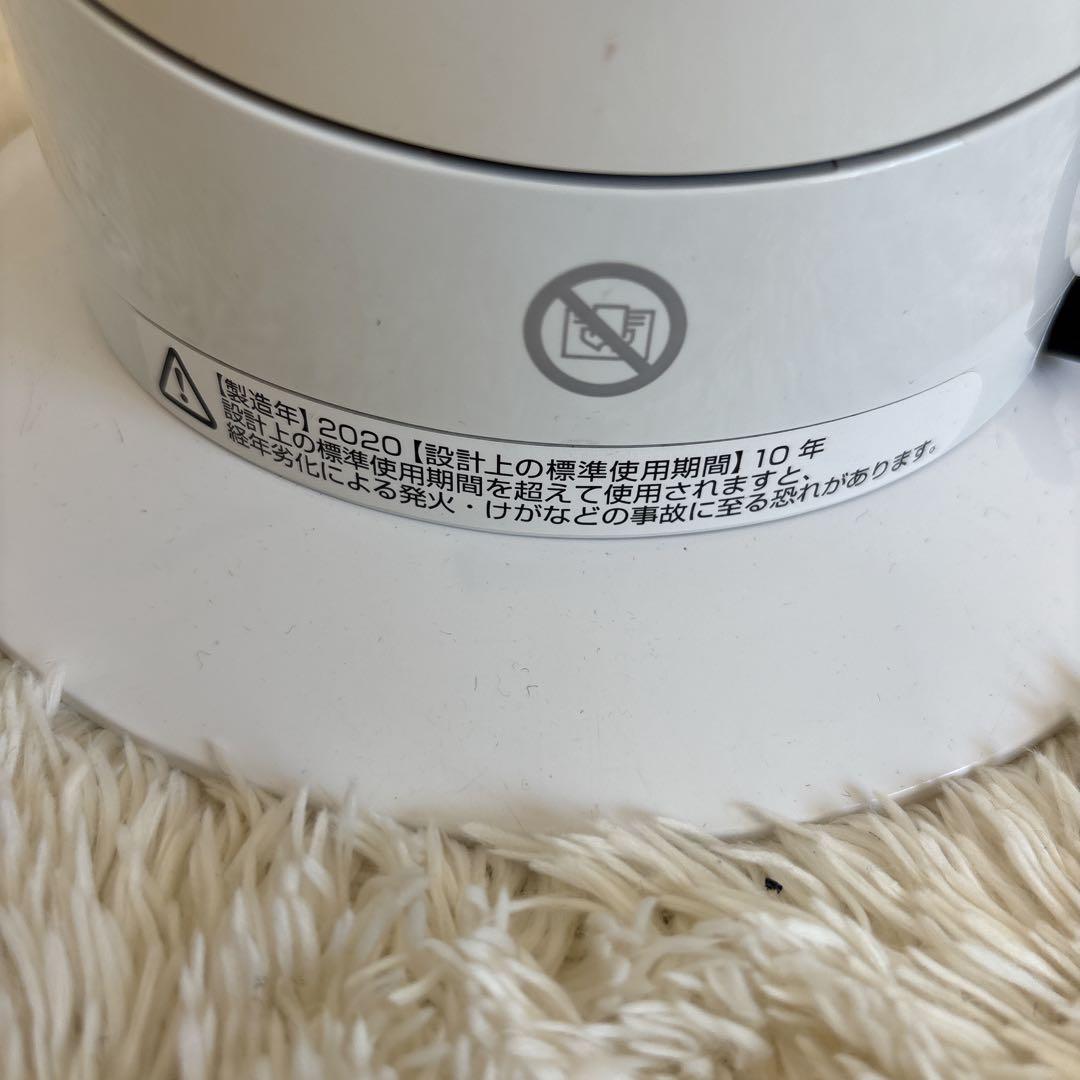 【製造年】2020【設計上の標準使用期間】10 年
設計上の標準使用期間を超えて使用されますと、
経年劣化による発火・けがなどの事故に至る恐れがあります。